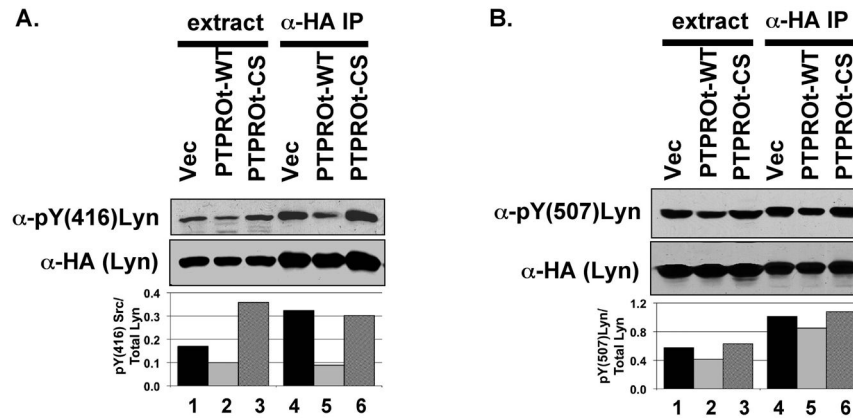 A.
extract
α-HA IP
Vec
PTPROt-WT
PTPROt-CS
Vec
PTPROt-WT
PTPROt-CS
α-pY(416)Lyn
α-HA (Lyn)
pY(416) Src/
Total Lyn
0.4
0.3
0.2
0.1
0.0
1 2 3 4 5 6
B.
extract
α-HA IP
Vec
PTPROt-WT
PTPROt-CS
Vec
PTPROt-WT
PTPROt-CS
α-pY(507)Lyn
α-HA (Lyn)
pY(507)Lyn/
Total Lyn
1.2
0.8
0.4
0.0
1 2 3 4 5 6